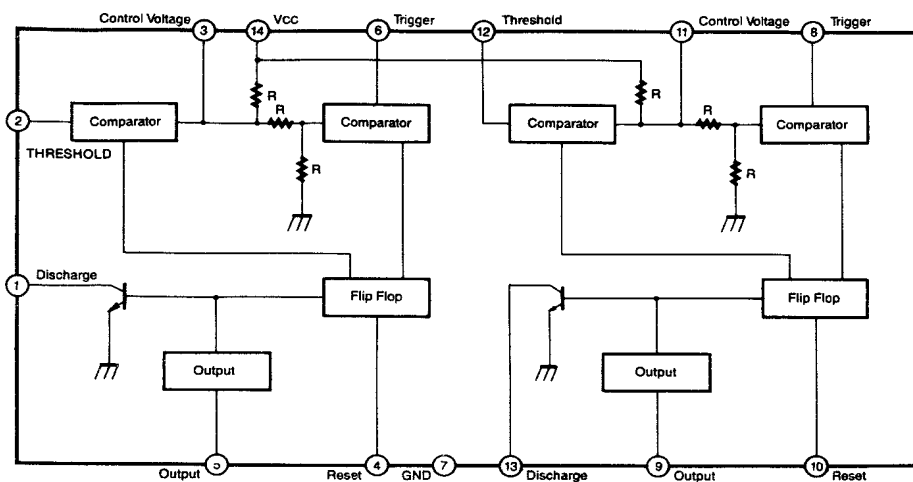 Control Voltage VCC Trigger Threshold Control Voltage Trigger
3 14 6 12 11 8
R R
R R
2 Comparator Comparator Comparator Comparator
THRESHOLD
R R
1 Discharge
Flip Flop Flip Flop
Output Output
Output 5 Reset 4 GND 7 13 Discharge 9 Output 10 Reset